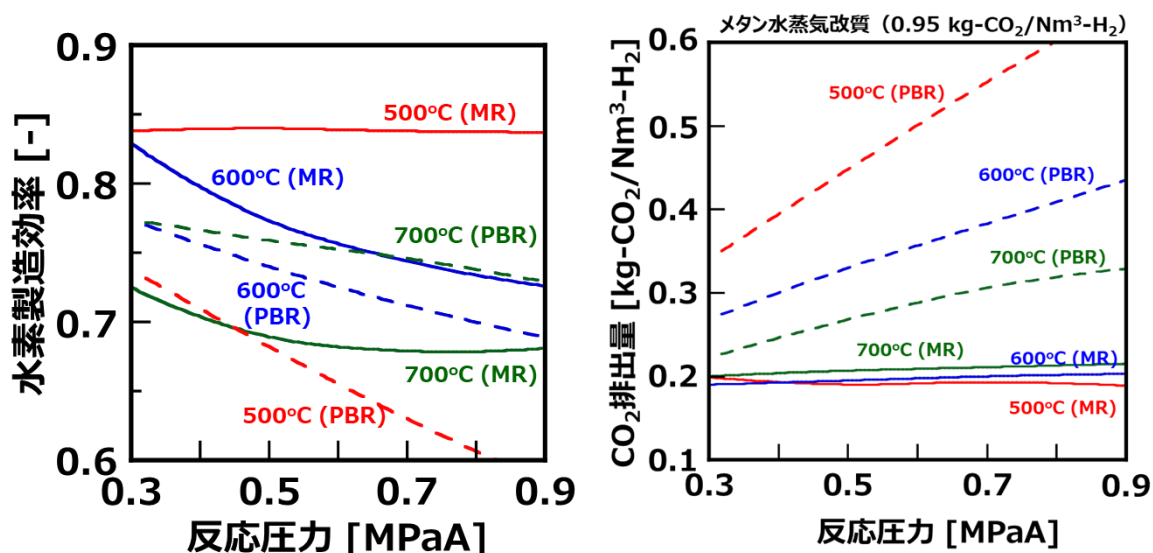 水素製造効率 [-]
0.9
0.8
0.7
0.6
500°C (MR)
600°C (MR)
700°C (PBR)
600°C
(PBR)
700°C (MR)
500°C (PBR)
0.3
0.5
0.7
0.9
反応圧力 [MPaA]
メタン水蒸気改質（0.95 kg-CO₂/Nm³-H₂）
CO₂排出量 [kg-CO₂/Nm³-H₂]
0.6
0.5
0.4
0.3
0.2
0.1
500°C (PBR)
600°C (PBR)
700°C (PBR)
700°C (MR)
600°C (MR)
500°C (MR)
0.3
0.5
0.7
0.9
反応圧力 [MPaA]